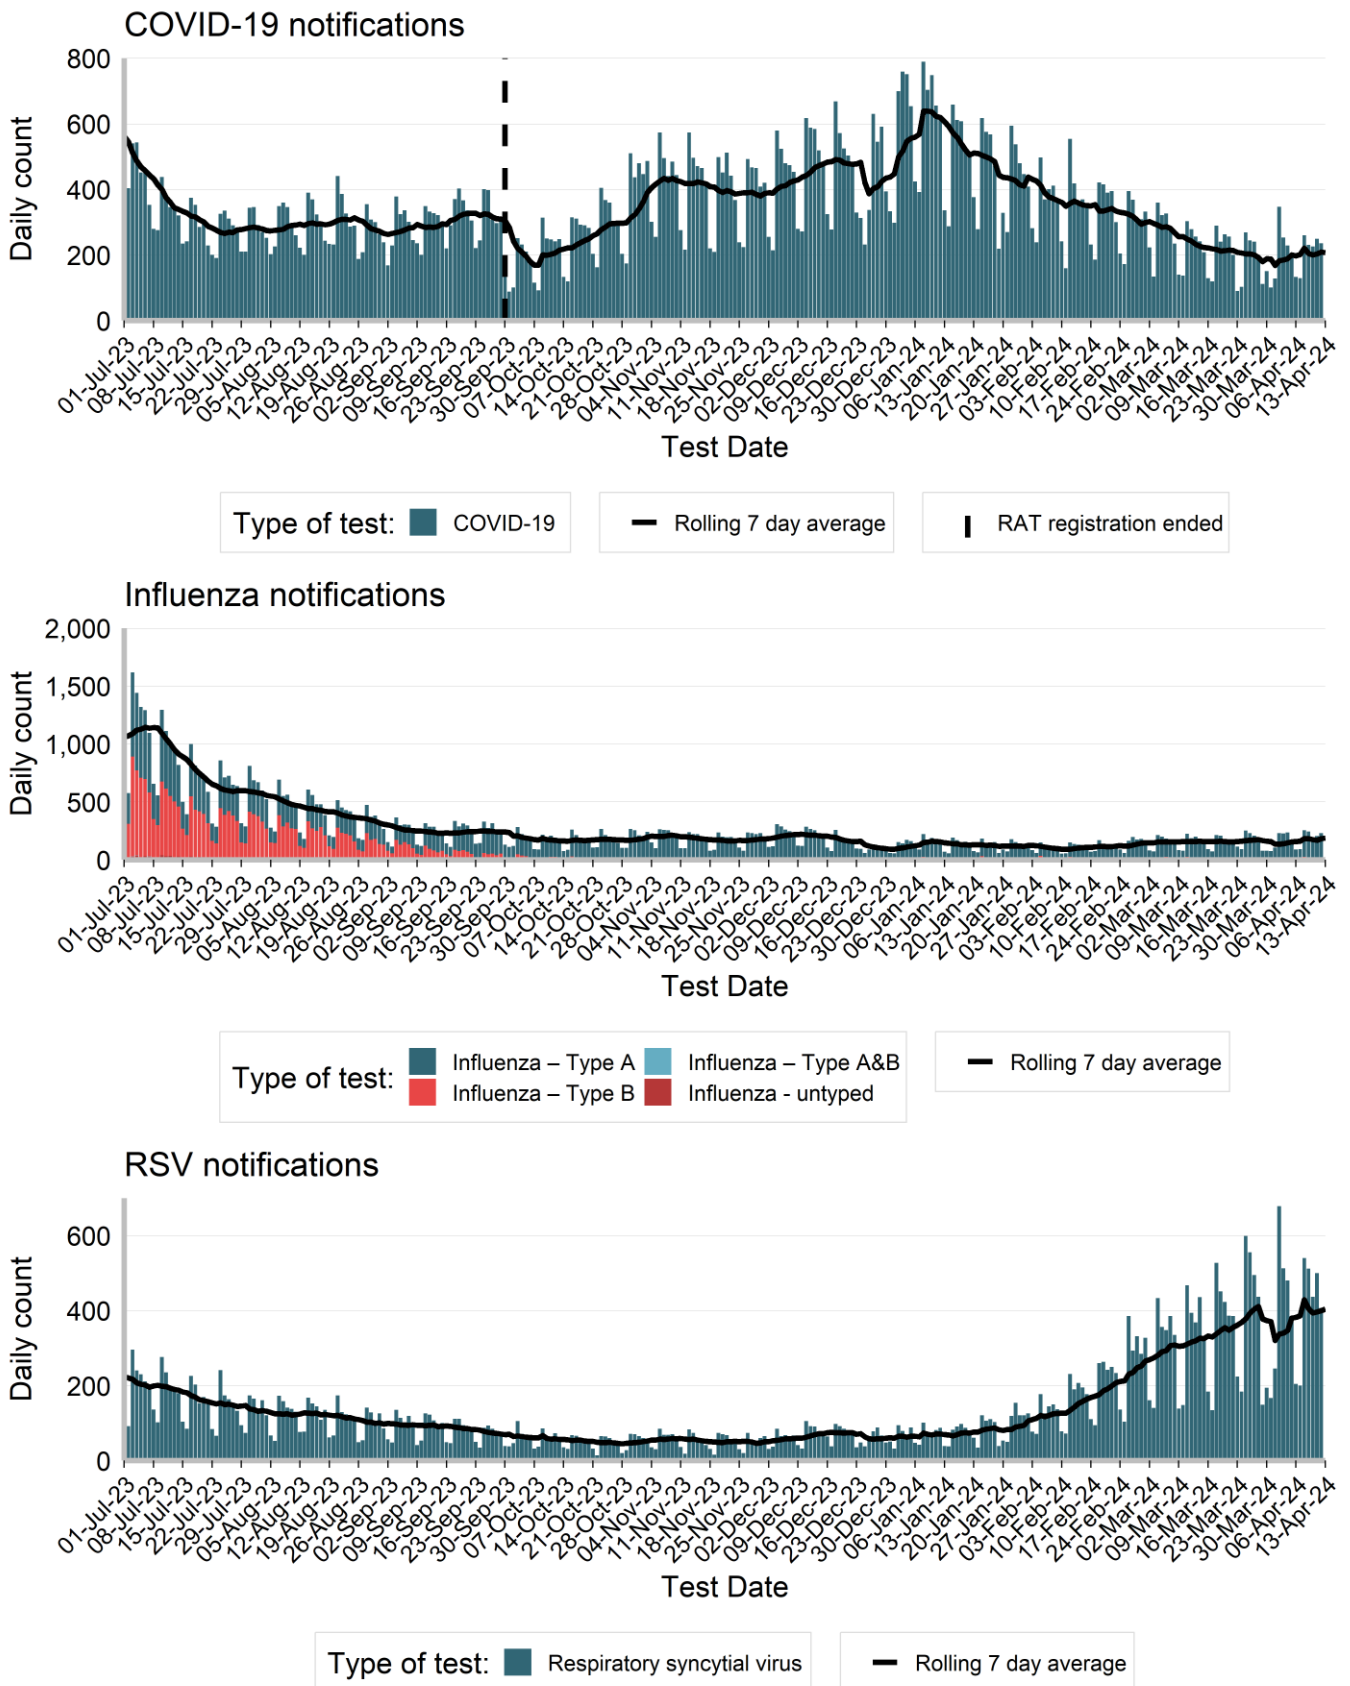 COVID-19 notifications
800
600
400
200
0
Daily count
01-Jul-23 08-Jul-23 15-Jul-23 22-Jul-23 29-Jul-23 05-Aug-23 12-Aug-23 19-Aug-23 26-Aug-23 02-Sep-23 09-Sep-23 16-Sep-23 23-Sep-23 30-Sep-23 07-Oct-23 14-Oct-23 21-Oct-23 28-Oct-23 04-Nov-23 11-Nov-23 18-Nov-23 25-Nov-23 02-Dec-23 09-Dec-23 16-Dec-23 23-Dec-23 30-Dec-23 06-Jan-24 13-Jan-24 20-Jan-24 27-Jan-24 03-Feb-24 10-Feb-24 17-Feb-24 24-Feb-24 02-Mar-24 09-Mar-24 16-Mar-24 23-Mar-24 30-Mar-24 06-Apr-24 13-Apr-24
Test Date
Type of test: COVID-19 Rolling 7 day average RAT registration ended
Influenza notifications
2,000
1,500
1,000
500
0
Daily count
01-Jul-23 08-Jul-23 15-Jul-23 22-Jul-23 29-Jul-23 05-Aug-23 12-Aug-23 19-Aug-23 26-Aug-23 02-Sep-23 09-Sep-23 16-Sep-23 23-Sep-23 30-Sep-23 07-Oct-23 14-Oct-23 21-Oct-23 28-Oct-23 04-Nov-23 11-Nov-23 18-Nov-23 25-Nov-23 02-Dec-23 09-Dec-23 16-Dec-23 23-Dec-23 30-Dec-23 06-Jan-24 13-Jan-24 20-Jan-24 27-Jan-24 03-Feb-24 10-Feb-24 17-Feb-24 24-Feb-24 02-Mar-24 09-Mar-24 16-Mar-24 23-Mar-24 30-Mar-24 06-Apr-24 13-Apr-24
Test Date
Type of test: Influenza – Type A Influenza – Type A&B Rolling 7 day average
Influenza – Type B Influenza - untyped
RSV notifications
600
400
200
0
Daily count
01-Jul-23 08-Jul-23 15-Jul-23 22-Jul-23 29-Jul-23 05-Aug-23 12-Aug-23 19-Aug-23 26-Aug-23 02-Sep-23 09-Sep-23 16-Sep-23 23-Sep-23 30-Sep-23 07-Oct-23 14-Oct-23 21-Oct-23 28-Oct-23 04-Nov-23 11-Nov-23 18-Nov-23 25-Nov-23 02-Dec-23 09-Dec-23 16-Dec-23 23-Dec-23 30-Dec-23 06-Jan-24 13-Jan-24 20-Jan-24 27-Jan-24 03-Feb-24 10-Feb-24 17-Feb-24 24-Feb-24 02-Mar-24 09-Mar-24 16-Mar-24 23-Mar-24 30-Mar-24 06-Apr-24 13-Apr-24
Test Date
Type of test: Respiratory syncytial virus Rolling 7 day average